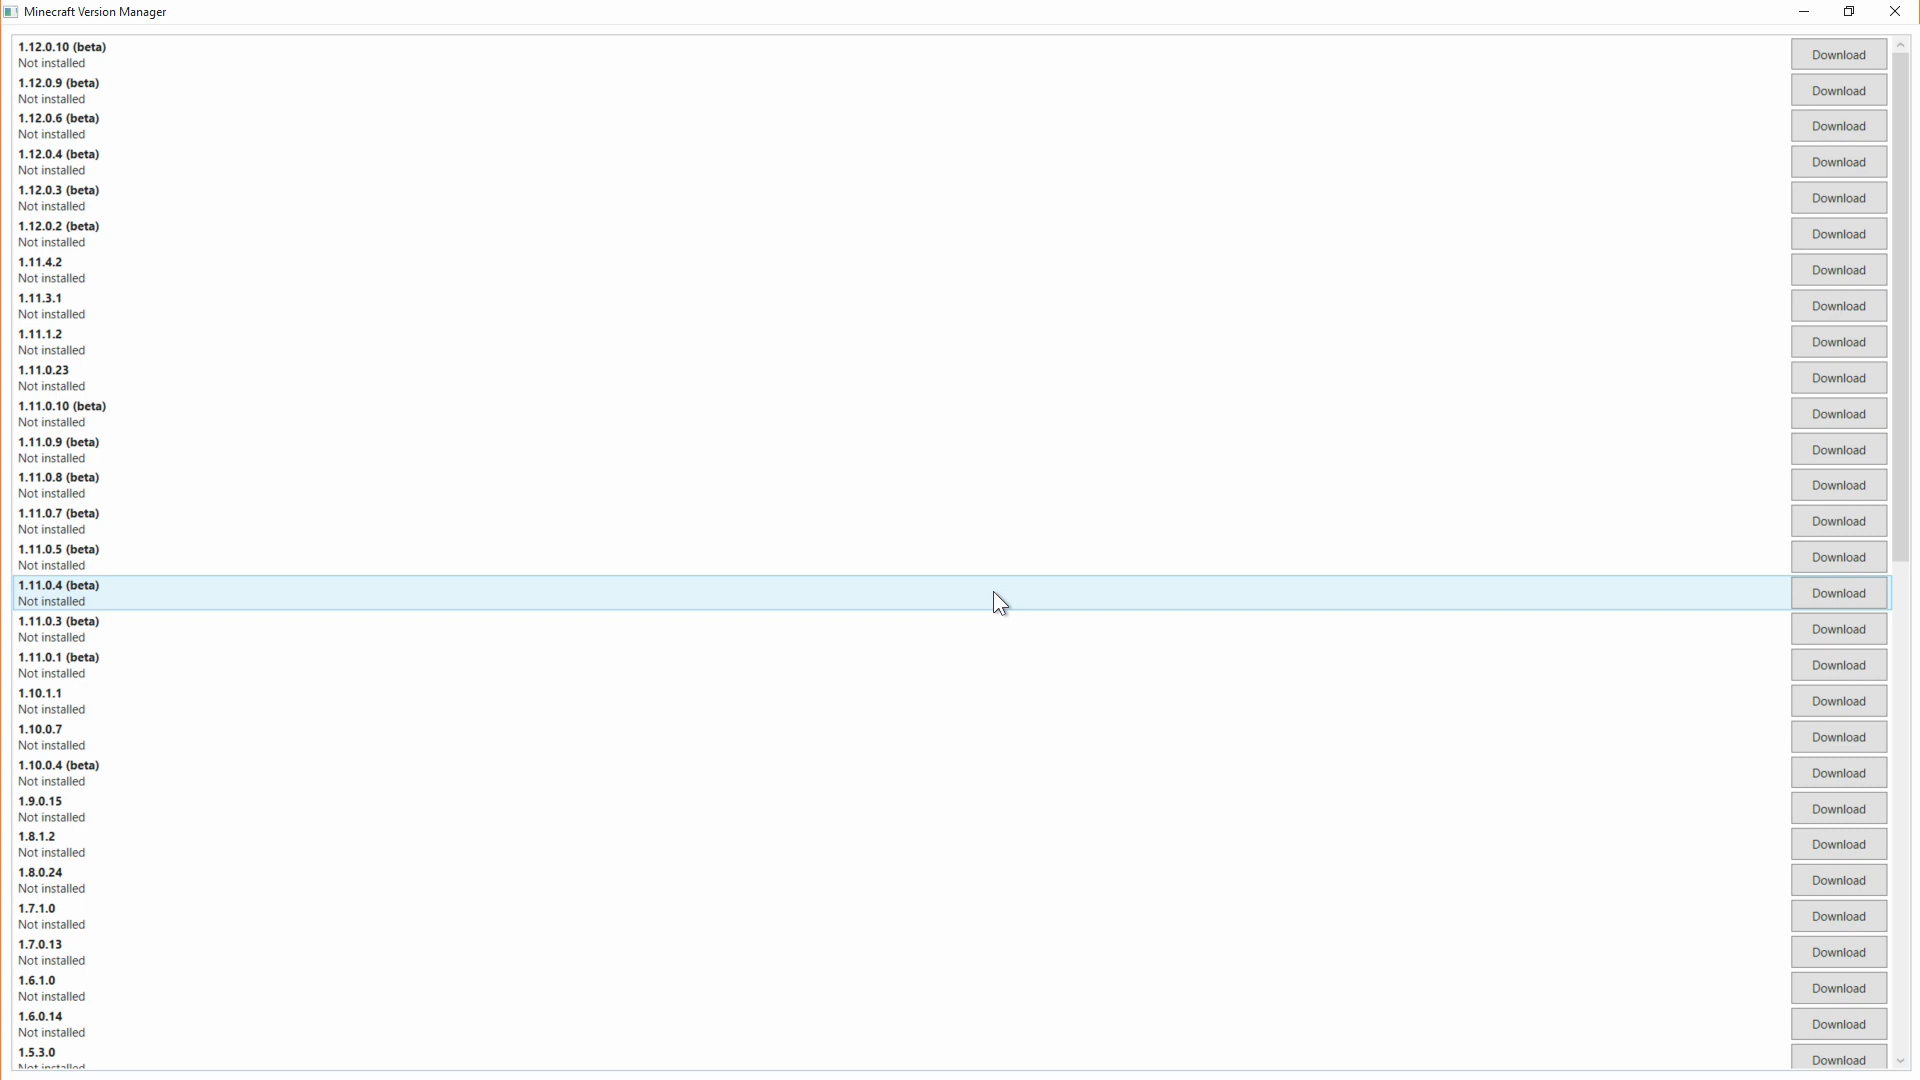 Minecraft Version Manager
1.12.0.10 (beta)
Not installed
Download
1.12.0.9 (beta)
Not installed
Download
1.12.0.6 (beta)
Not installed
Download
1.12.0.4 (beta)
Not installed
Download
1.12.0.3 (beta)
Not installed
Download
1.12.0.2 (beta)
Not installed
Download
1.11.4.2
Not installed
Download
1.11.3.1
Not installed
Download
1.11.1.2
Not installed
Download
1.11.0.23
Not installed
Download
1.11.0.10 (beta)
Not installed
Download
1.11.0.9 (beta)
Not installed
Download
1.11.0.8 (beta)
Not installed
Download
1.11.0.7 (beta)
Not installed
Download
1.11.0.5 (beta)
Not installed
Download
1.11.0.4 (beta)
Not installed
Download
1.11.0.3 (beta)
Not installed
Download
1.11.0.1 (beta)
Not installed
Download
1.10.1.1
Not installed
Download
1.10.0.7
Not installed
Download
1.10.0.4 (beta)
Not installed
Download
1.9.0.15
Not installed
Download
1.8.1.2
Not installed
Download
1.8.0.24
Not installed
Download
1.7.1.0
Not installed
Download
1.7.0.13
Not installed
Download
1.6.1.0
Not installed
Download
1.6.0.14
Not installed
Download
1.5.3.0
Not installed
Download